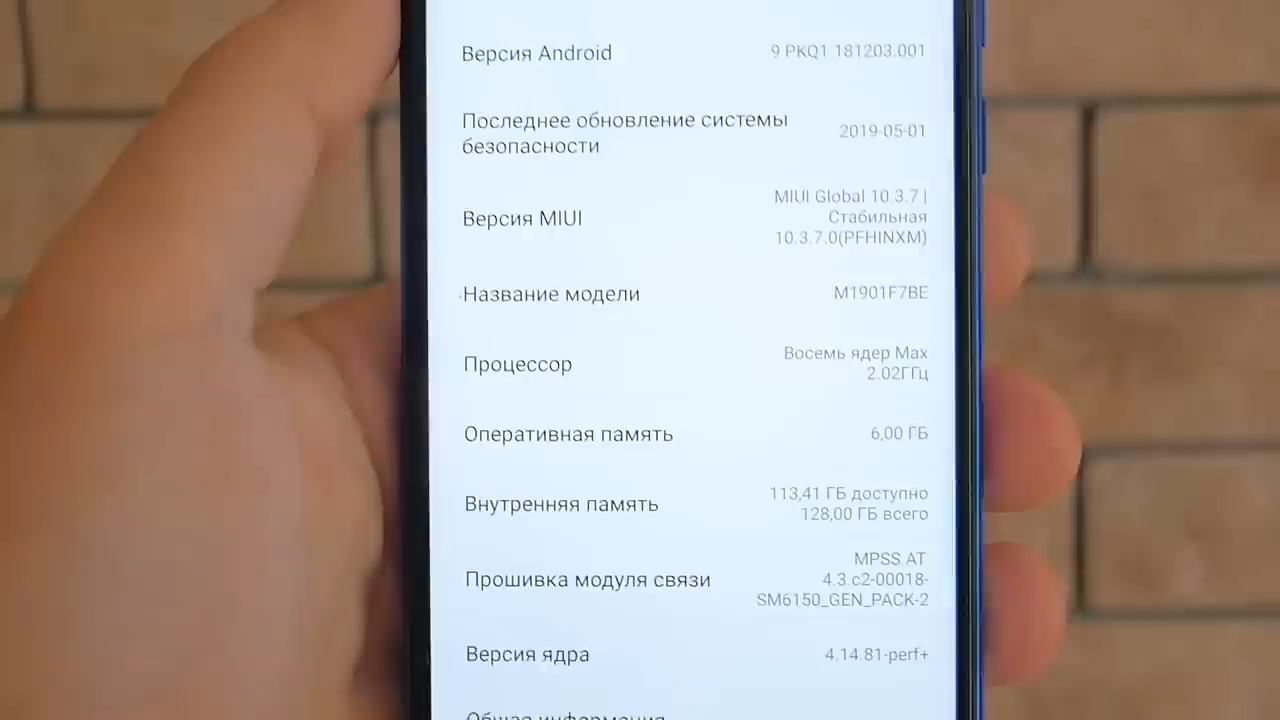 Версия Android
9 PKQ1 181203.001
Последнее обновление системы
безопасности
2019-05-01
Версия MIUI
MIUI Global 10.3.7 |
Стабильная
10.3.7.0(PFHINXM)
Название модели
M1901F7BE
Процессор
Восемь ядер Max
2.02ГГц
Оперативная память
6,00 ГБ
Внутренняя память
113,41 ГБ доступно
128,00 ГБ всего
Прошивка модуля связи
MPSS.AT
4.3.c2-00018-
SM6150_GEN_PACK-2
Версия ядра
4.14.81-perf+
Общая информация